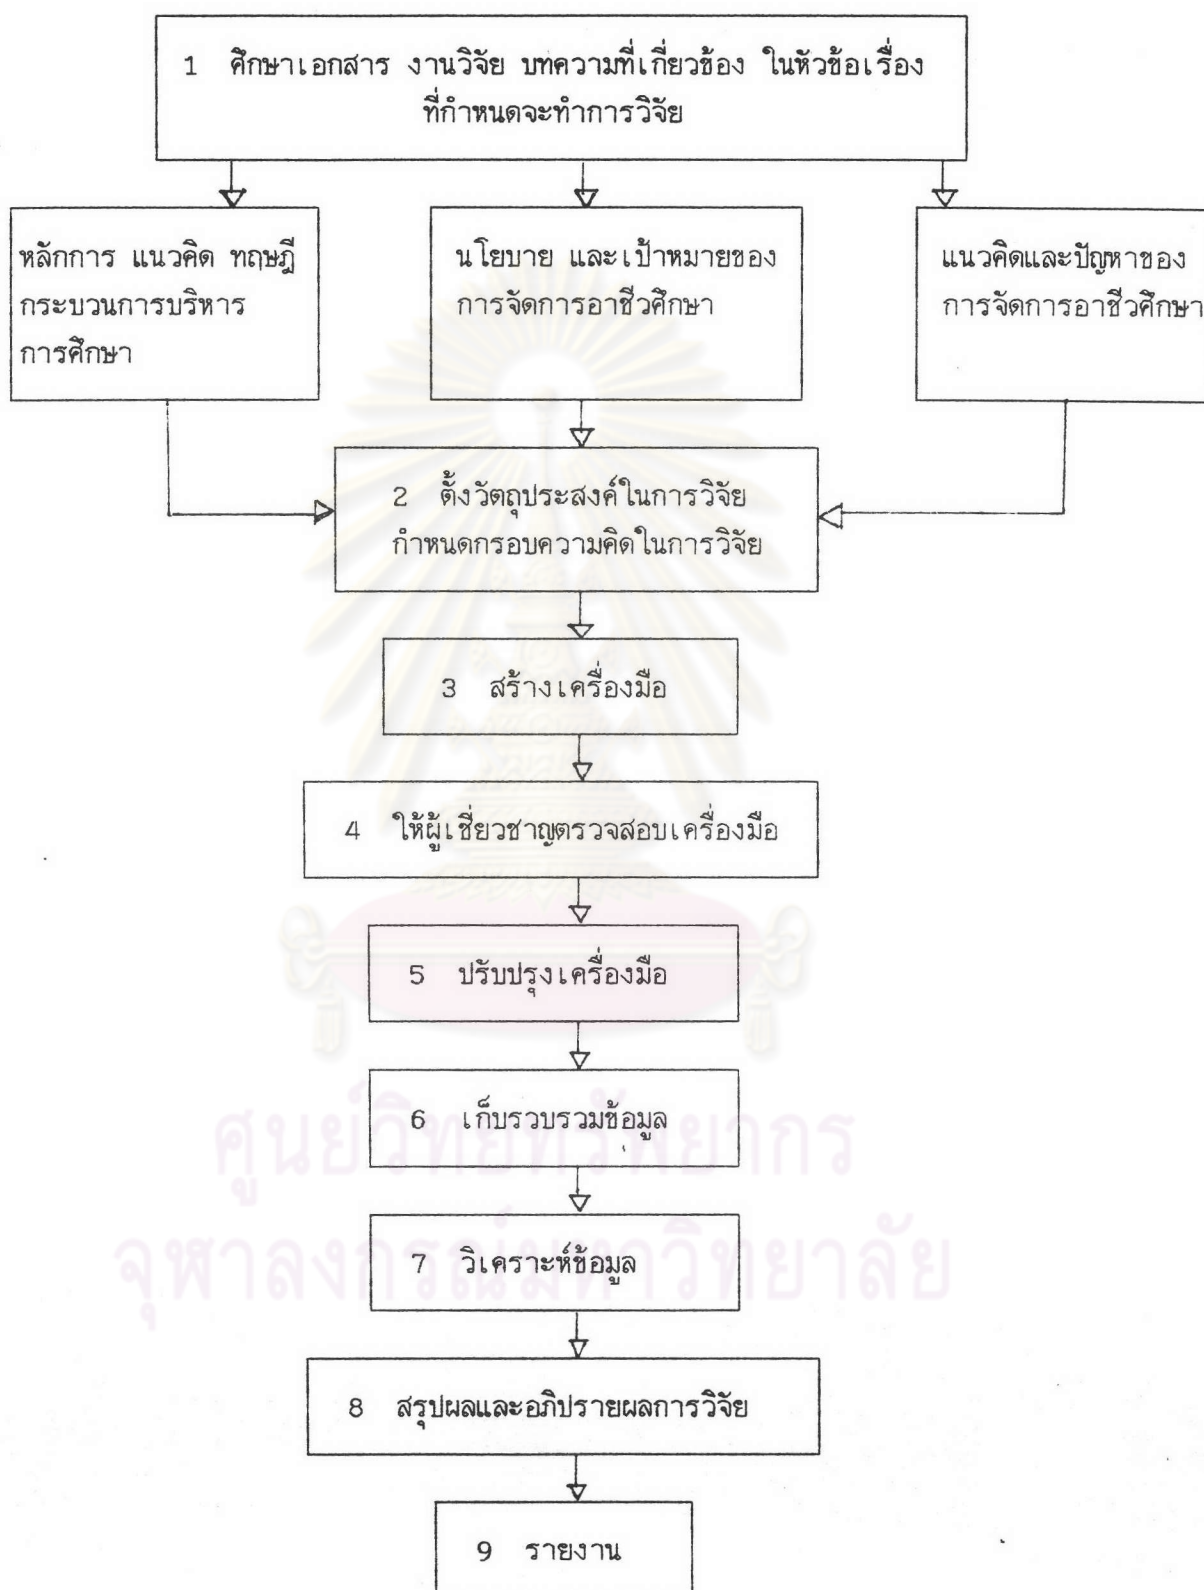 1 ศึกษาเอกสาร งานวิจัย บทความที่เกี่ยวข้อง ในหัวข้อเรื่อง
ที่กำหนดจะทำการวิจัย
หลักการ แนวคิด ทฤษฎี
กระบวนการบริหาร
การศึกษา
นโยบาย และเป้าหมายของ
การจัดการอาชีวศึกษา
แนวคิดและปัญหาของ
การจัดการอาชีวศึกษา
2 ตั้งวัตถุประสงค์ในการวิจัย
กำหนดกรอบความคิดในการวิจัย
3 สร้างเครื่องมือ
4 ให้ผู้เชี่ยวชาญตรวจสอบเครื่องมือ
5 ปรับปรุงเครื่องมือ
6 เก็บรวบรวมข้อมูล
7 วิเคราะห์ข้อมูล
8 สรุปผลและอภิปรายผลการวิจัย
9 รายงาน
ศูนย์วิทยทรัพยากร
จุฬาลงกรณ์มหาวิทยาลัย